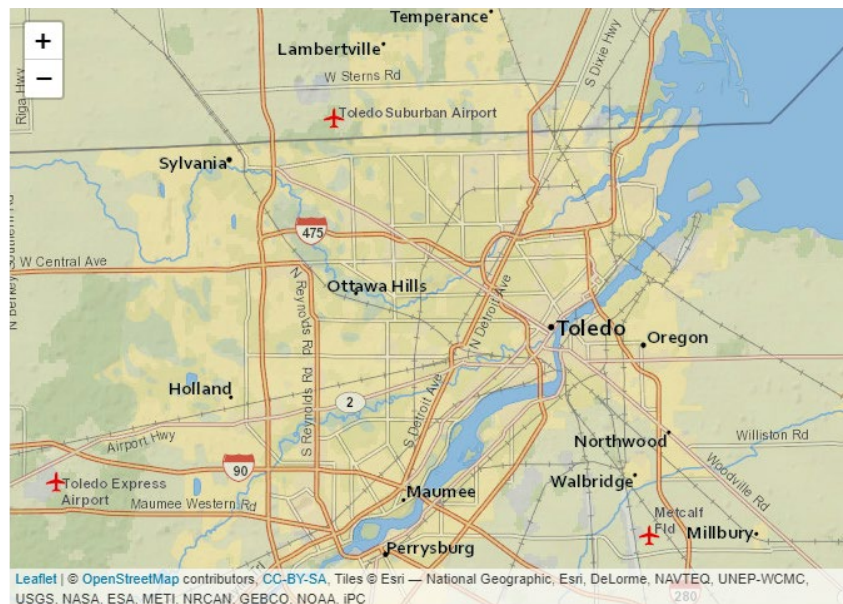 Temperance
+
Lambertville
S Dixie Hwy
−
W Sterns Rd
Riga Hwy
Toledo Suburban Airport
Sylvania
475
W Central Ave
N Reynolds Rd
Ottawa Hills
N Detroit Ave
Toledo
Oregon
Holland
S Reynolds Rd
2
S Detroit Ave
Airport Hwy
Northwood
Williston Rd
90
Woodville Rd
Toledo Express
Airport
Walbridge
Maumee
Maumee Western Rd
Metcalf
Fld
Millbury
Perrysburg
280
Leaflet | © OpenStreetMap contributors, CC-BY-SA, Tiles © Esri — National Geographic, Esri, DeLorme, NAVTEQ, UNEP-WCMC,
USGS, NASA, ESA, METI, NRCAN, GEBCO, NOAA, iPC